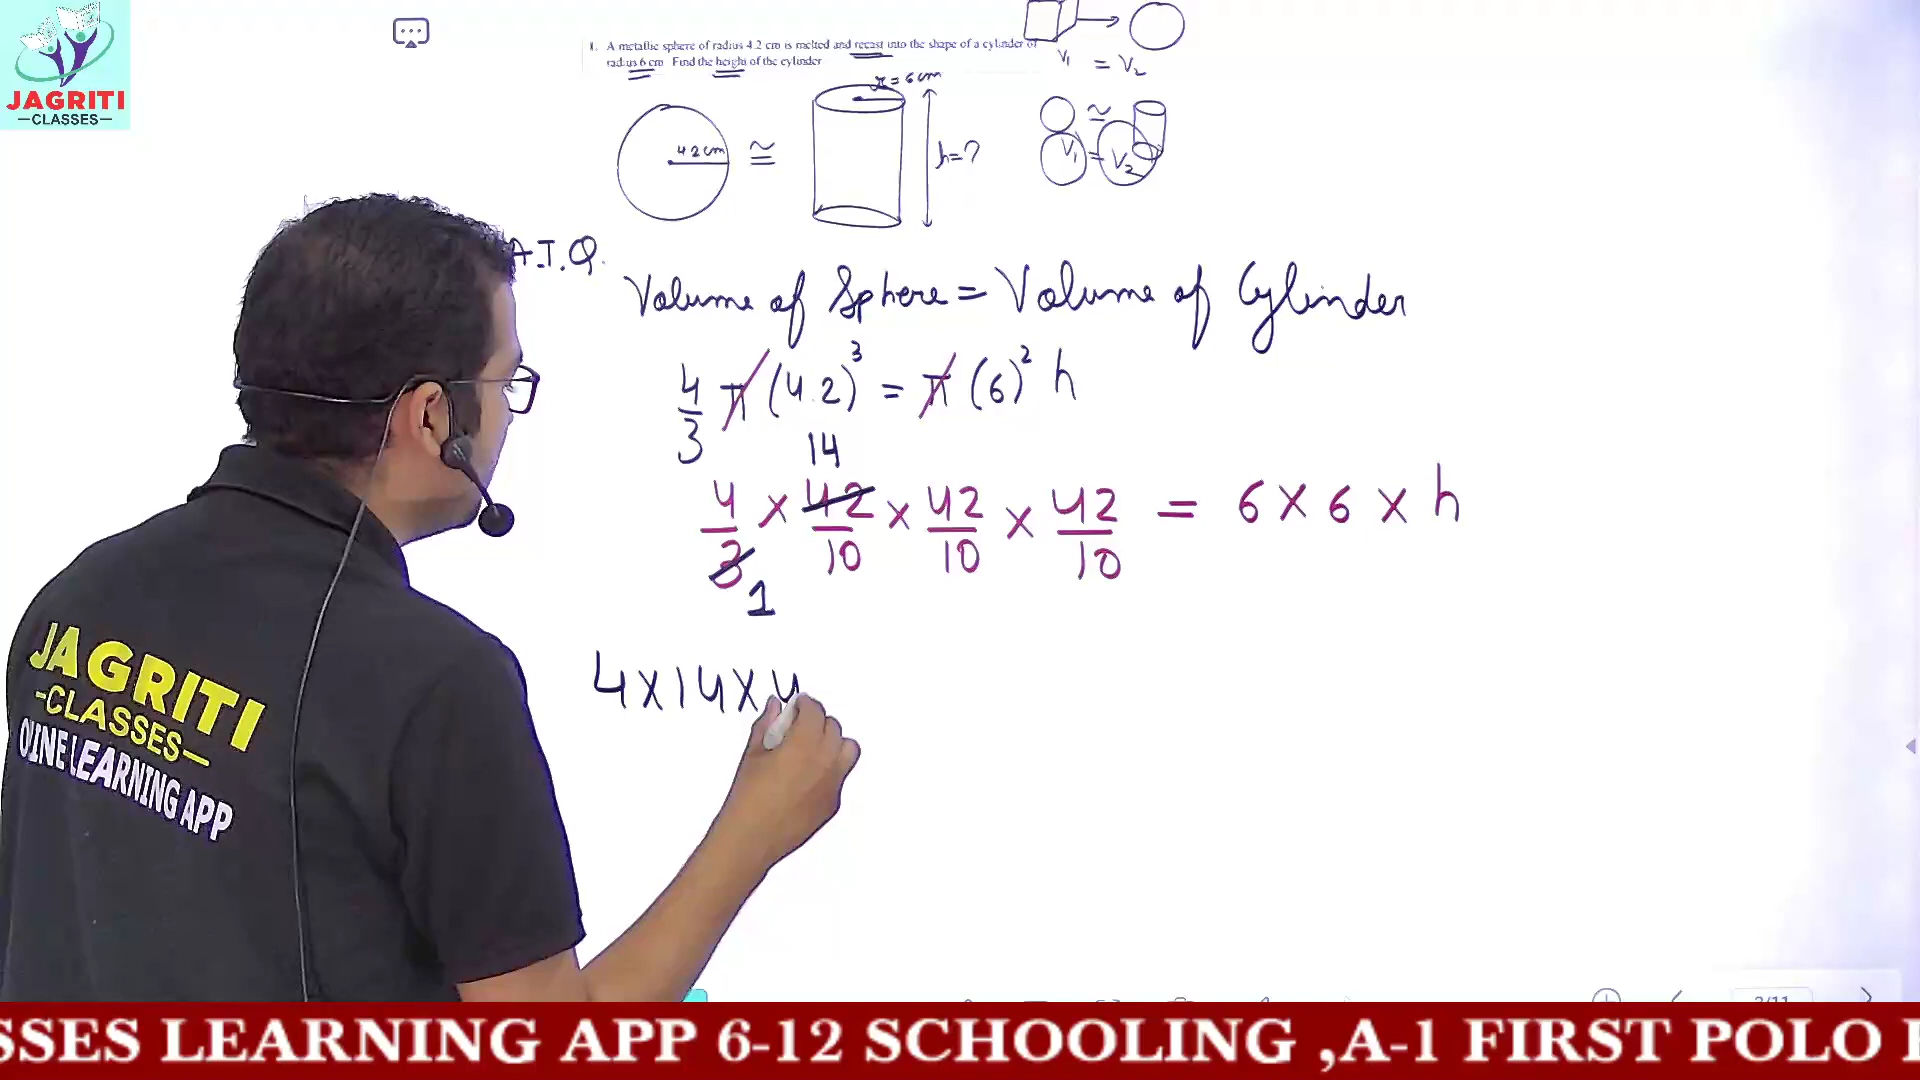 JAGRITI
—CLASSES—
1. A metallic sphere of radius 4.2 cm is melted and recast into the shape of a cylinder of
radius 6 cm. Find the height of the cylinder
V₁ = V₂
r = 6 cm
4.2 cm ≅ h = ?
≅
V₁ = V₂
A.T.Q.
Volume of Sphere = Volume of Cylinder
4/3 π (4.2)³ = π (6)² h
14
4/3 × 42/10 × 42/10 × 42/10 = 6 × 6 × h
1
4×14×4
JAGRITI
—CLASSES—
LEARNING APP
2/11
SSES LEARNING APP 6-12 SCHOOLING ,A-1 FIRST POLO